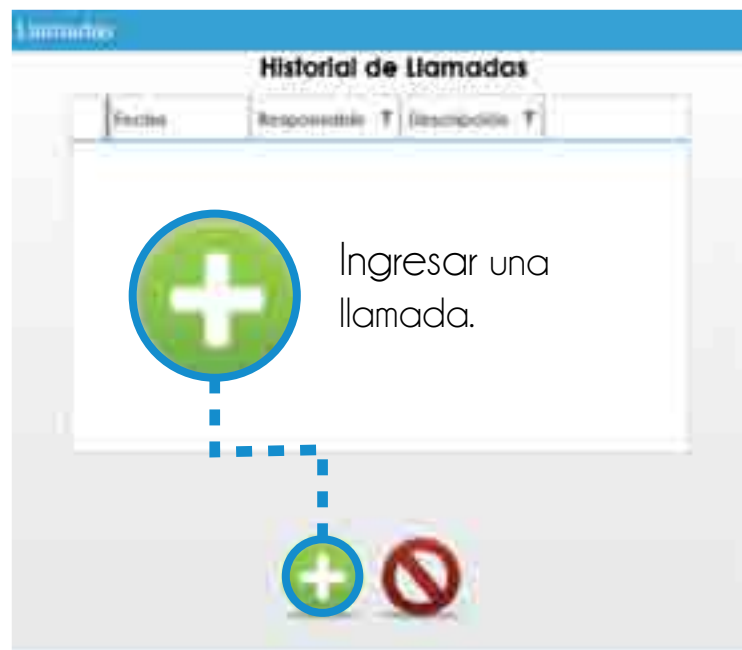 Llamadas
Historial de Llamadas
Fecha Responsable Descripción
Ingresar una
llamada.